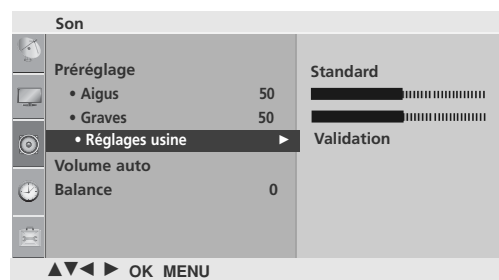 Son
Préréglage Standard
• Aigus 50
• Graves 50
• Réglages usine ► Validation
Volume auto
Balance 0
▲▼◄ ► OK MENU